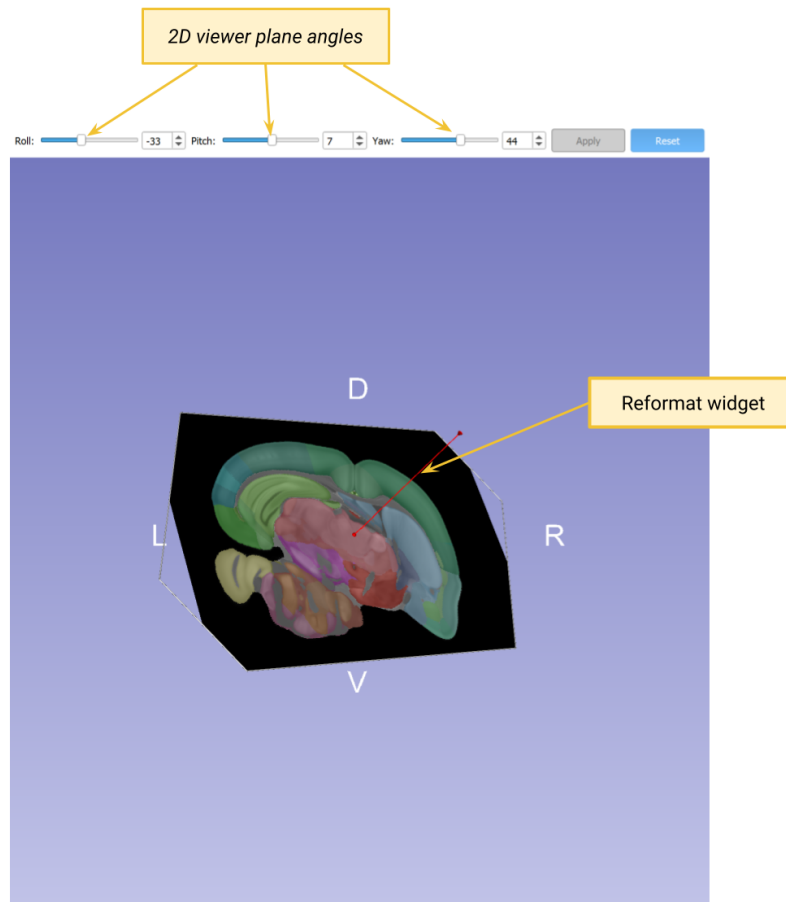 2D viewer plane angles
Roll: -33 Pitch: 7 Yaw: 44 Apply Reset
D
Reformat widget
L R
V